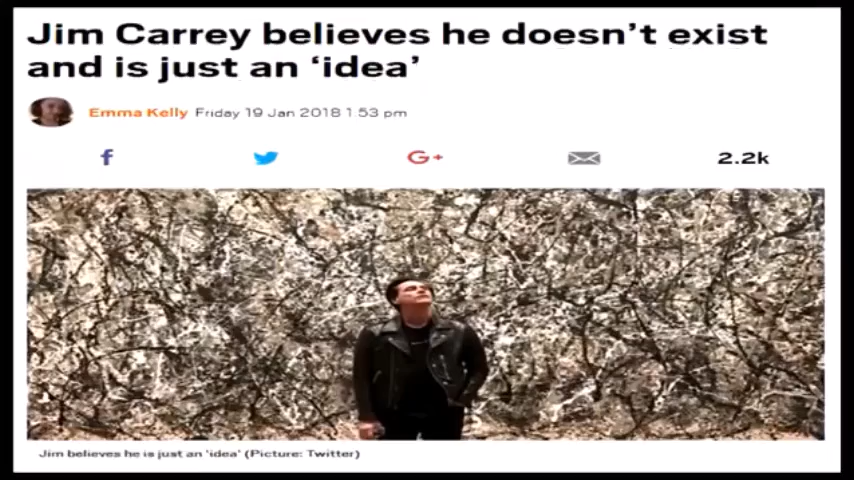 Jim Carrey believes he doesn't exist
and is just an 'idea'
Emma Kelly Friday 19 Jan 2018 1:53 pm
f G+ 2.2k
Jim believes he is just an 'idea' (Picture: Twitter)